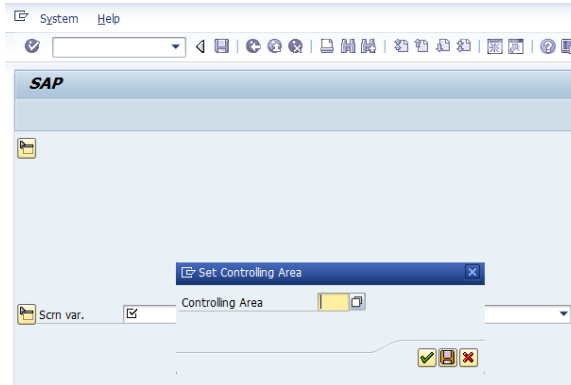 System Help
SAP
Set Controlling Area
Controlling Area
Scrn var.